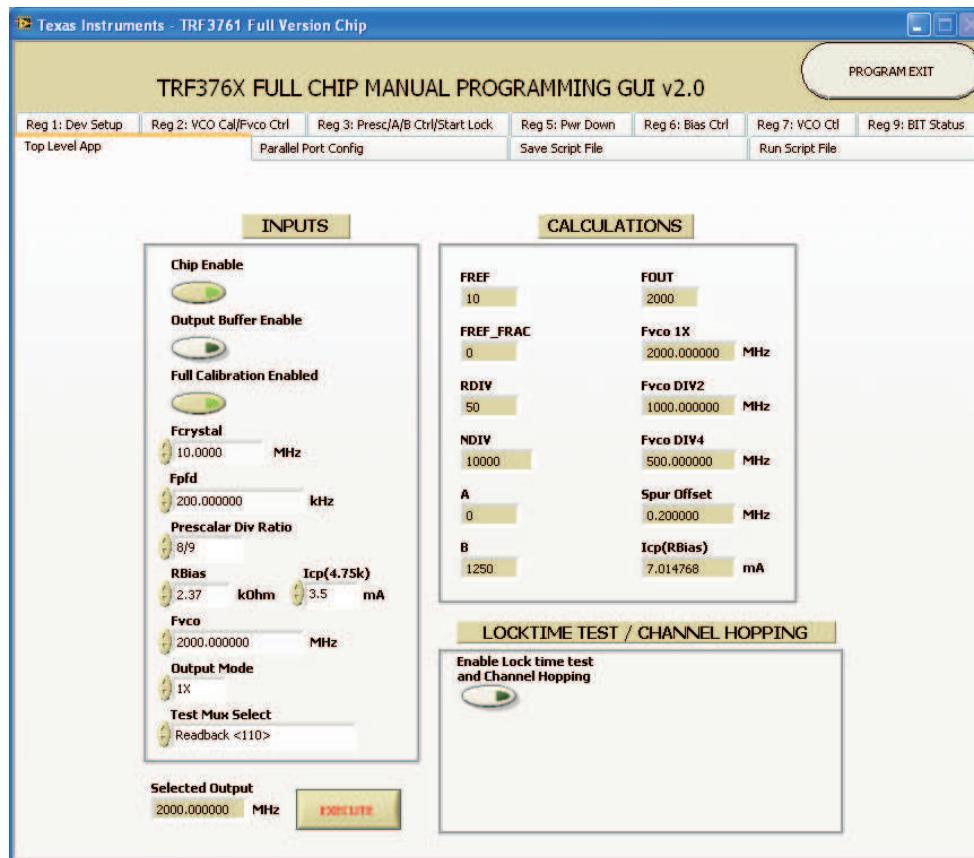 Texas Instruments - TRF3761 Full Version Chip
TRF376X FULL CHIP MANUAL PROGRAMMING GUI v2.0
PROGRAM EXIT
Reg 1: Dev Setup
Reg 2: VCO Cal/Fvco Ctrl
Reg 3: Presc/A/B Ctrl/Start Lock
Reg 5: Pwr Down
Reg 6: Bias Ctrl
Reg 7: VCO Ctl
Reg 9: BIT Status
Top Level App
Parallel Port Config
Save Script File
Run Script File
INPUTS
Chip Enable
Output Buffer Enable
Full Calibration Enabled
Fcrystal
10.0000 MHz
Fpfd
200.000000 kHz
Prescalar Div Ratio
8/9
RBias Icp(4.75k)
2.37 kOhm 3.5 mA
Fvco
2000.000000 MHz
Output Mode
1X
Test Mux Select
Readback <110>
Selected Output
2000.000000 MHz
EXECUTE
CALCULATIONS
FREF
10
FREF_FRAC
0
RDIV
50
NDIV
10000
A
0
B
1250
FOUT
2000
Fvco 1X
2000.000000 MHz
Fvco DIV2
1000.000000 MHz
Fvco DIV4
500.000000 MHz
Spur Offset
0.200000 MHz
Icp(RBias)
7.014768 mA
LOCKTIME TEST / CHANNEL HOPPING
Enable Lock time test
and Channel Hopping